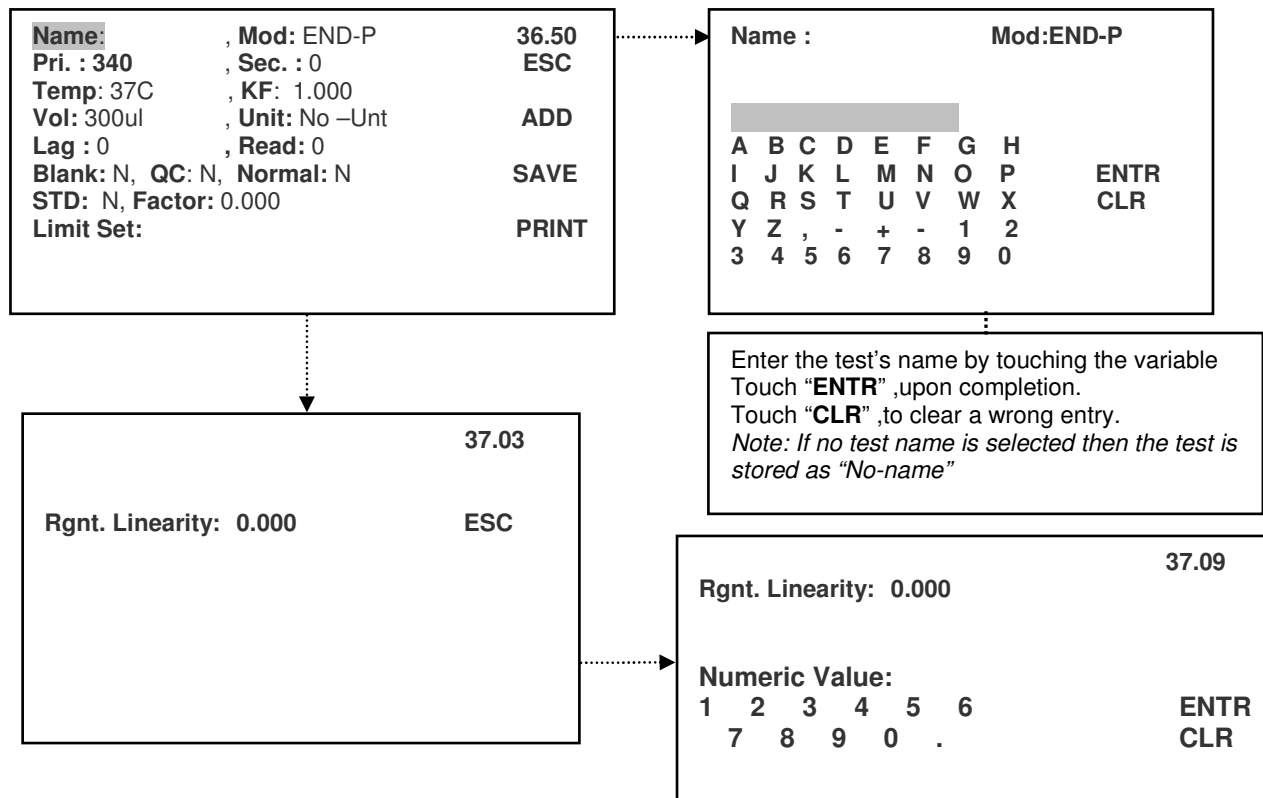 Name: , Mod: END-P 36.50
Pri. : 340 , Sec. : 0 ESC
Temp: 37C , KF: 1.000
Vol: 300ul , Unit: No –Unt ADD
Lag : 0 , Read: 0
Blank: N, QC: N, Normal: N SAVE
STD: N, Factor: 0.000
Limit Set: PRINT
Name : Mod:END-P
A B C D E F G H
I J K L M N O P ENTR
Q R S T U V W X CLR
Y Z , - + - 1 2
3 4 5 6 7 8 9 0
Enter the test's name by touching the variable
Touch “ENTR” ,upon completion.
Touch “CLR” ,to clear a wrong entry.
Note: If no test name is selected then the test is
stored as “No-name”
37.03
Rgnt. Linearity: 0.000 ESC
37.09
Rgnt. Linearity: 0.000
Numeric Value:
1 2 3 4 5 6 ENTR
7 8 9 0 . CLR